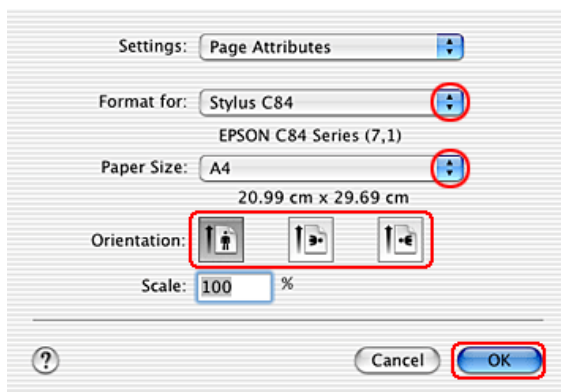 Settings: Page Attributes
Format for: Stylus C84
EPSON C84 Series (7,1)
Paper Size: A4
20.99 cm x 29.69 cm
Orientation:
Scale: 100 %
? Cancel OK